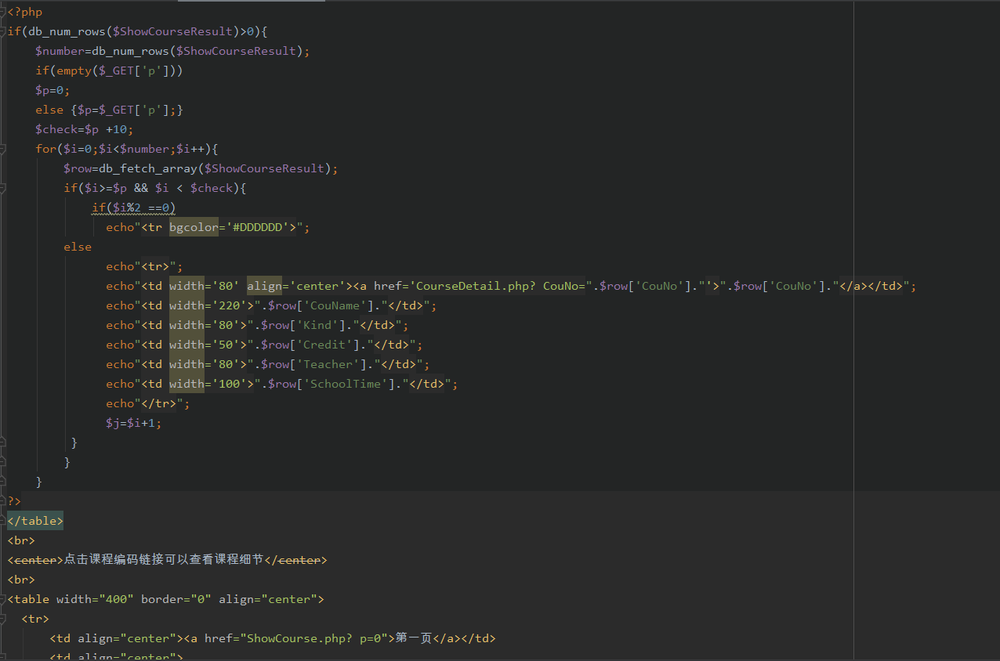 <?php
if(db_num_rows($ShowCourseResult)>0){
    $number=db_num_rows($ShowCourseResult);
    if(empty($_GET['p']))
    $p=0;
    else {$p=$_GET['p'];}
    $check=$p +10;
    for($i=0;$i<$number;$i++){
        $row=db_fetch_array($ShowCourseResult);
        if($i>=$p && $i < $check){
            if($i%2 ==0)
              echo"<tr bgcolor='#DDDDDD'>";
        else
              echo"<tr>";
              echo"<td width='80' align='center'><a href='CourseDetail.php? CouNo=".$row['CouNo']."'>".$row['CouNo']."</a></td>";
              echo"<td width='220'>".$row['CouName']."</td>";
              echo"<td width='80'>".$row['Kind']."</td>";
              echo"<td width='50'>".$row['Credit']."</td>";
              echo"<td width='80'>".$row['Teacher']."</td>";
              echo"<td width='100'>".$row['SchoolTime']."</td>";
              echo"</tr>";
              $j=$i+1;
         }
        }
    }
?>
</table>
<br>
<center>点击课程编码链接可以查看课程细节</center>
<br>
<table width="400" border="0" align="center">
  <tr>
      <td align="center"><a href="ShowCourse.php? p=0">第一页</a></td>
      <td align="center">